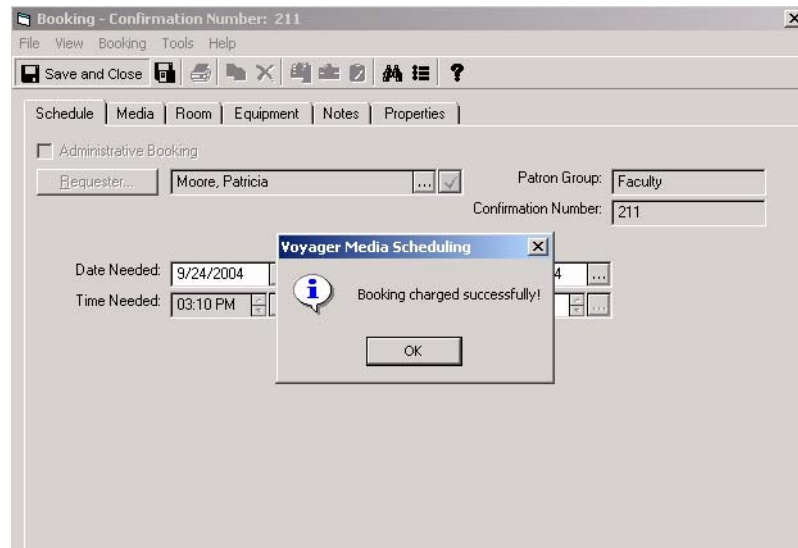 Booking - Confirmation Number: 211
File View Booking Tools Help
Save and Close
Schedule Media Room Equipment Notes Properties
Administrative Booking
Requester... Moore, Patricia ... Patron Group: Faculty
Confirmation Number: 211
Voyager Media Scheduling
Date Needed: 9/24/2004 4 ...
Booking charged successfully!
Time Needed: 03:10 PM ...
OK